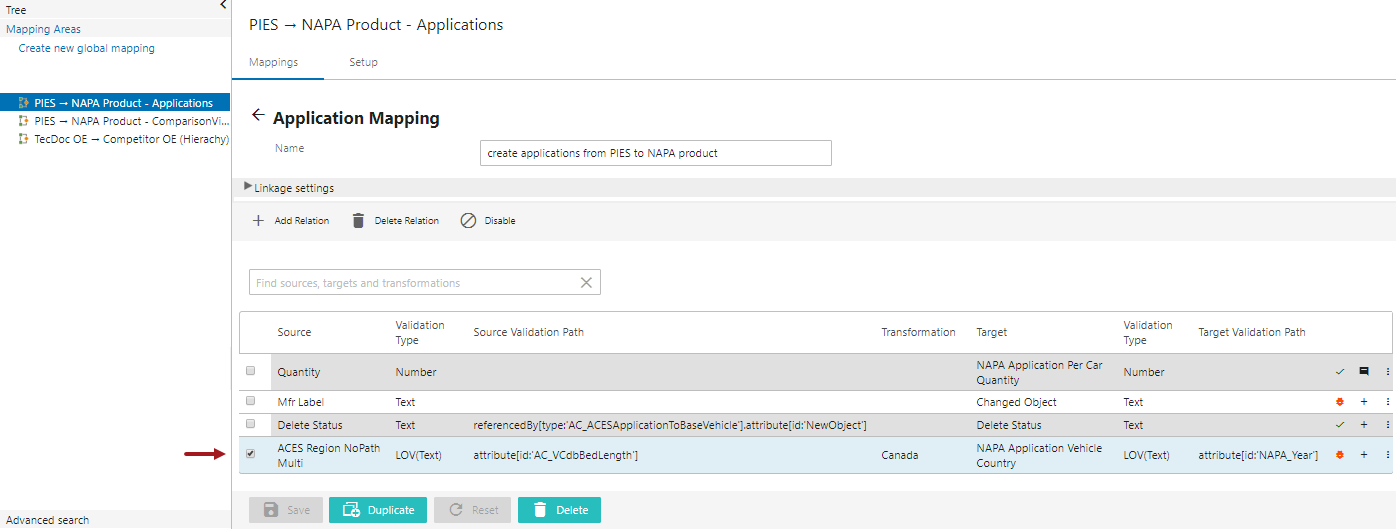 Tree
Mapping Areas
Create new global mapping
PIES → NAPA Product - Applications
PIES → NAPA Product - ComparisonVi...
TecDoc OE → Competitor OE (Hierachy)
Advanced search
PIES → NAPA Product - Applications
Mappings Setup
Application Mapping
Name create applications from PIES to NAPA product
Linkage settings
Add Relation Delete Relation Disable
Find sources, targets and transformations
Source Validation Type Source Validation Path Transformation Target Validation Type Target Validation Path
Quantity Number NAPA Application Per Car Quantity Number
Mfr Label Text Changed Object Text
Delete Status Text referencedBy[type:'AC_ACESApplicationToBaseVehicle'].attribute[id:'NewObject'] Delete Status Text
ACES Region NoPath Multi LOV(Text) attribute[id:'AC_VCdbBedLength'] Canada NAPA Application Vehicle Country LOV(Text) attribute[id:'NAPA_Year']
Save Duplicate Reset Delete